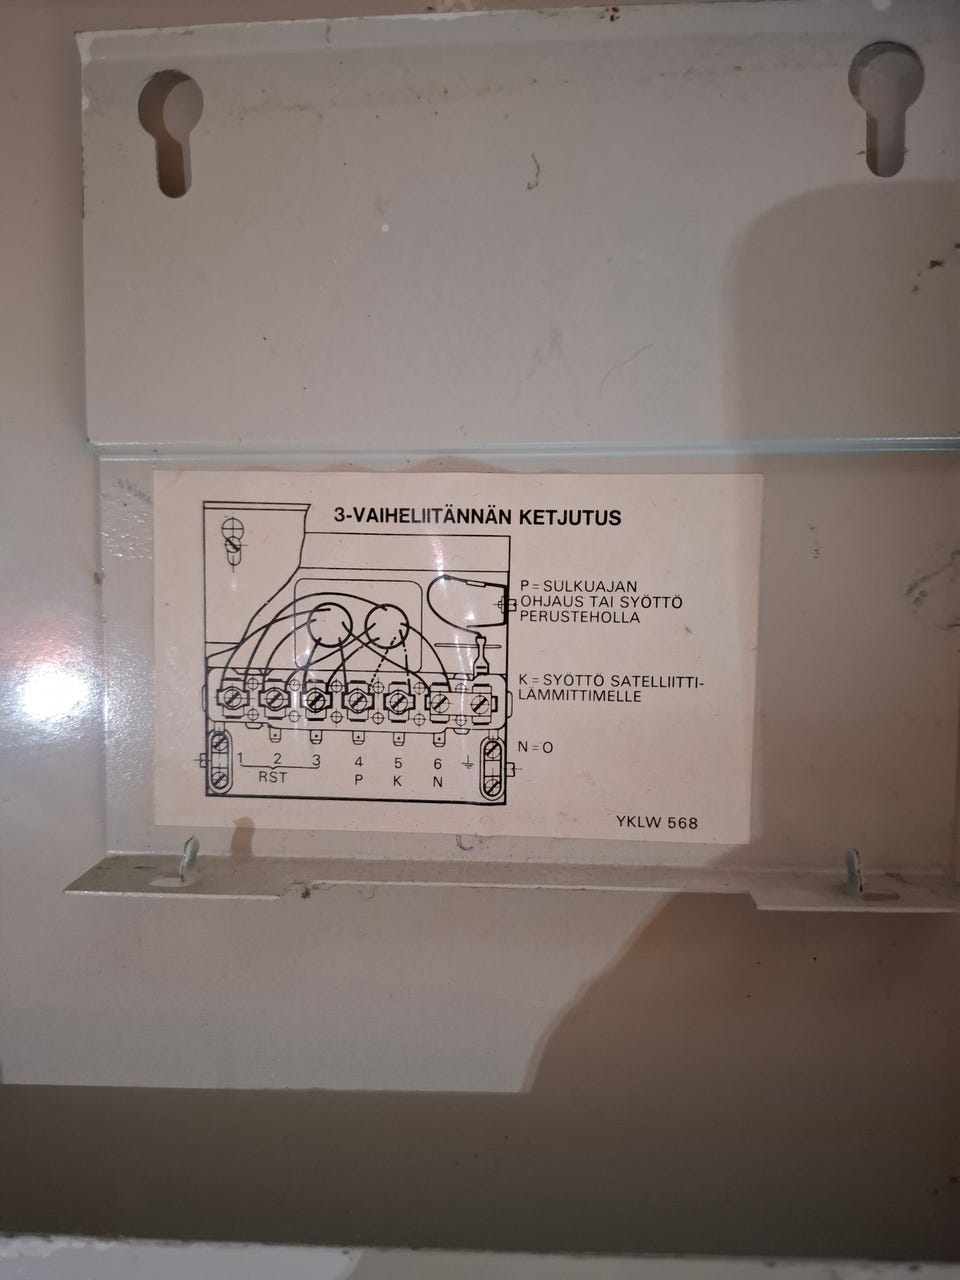 3-VAIHELIITÄNNÄN KETJUTUS
P = SULKUAJAN
OHJAUS TAI SYÖTTÖ
PERUSTEHOLLA
K = SYÖTTÖ SATELLIITTI-
LÄMMITTIMELLE
N = O
1 2 3 4 5 6
RST P K N
YKLW 568